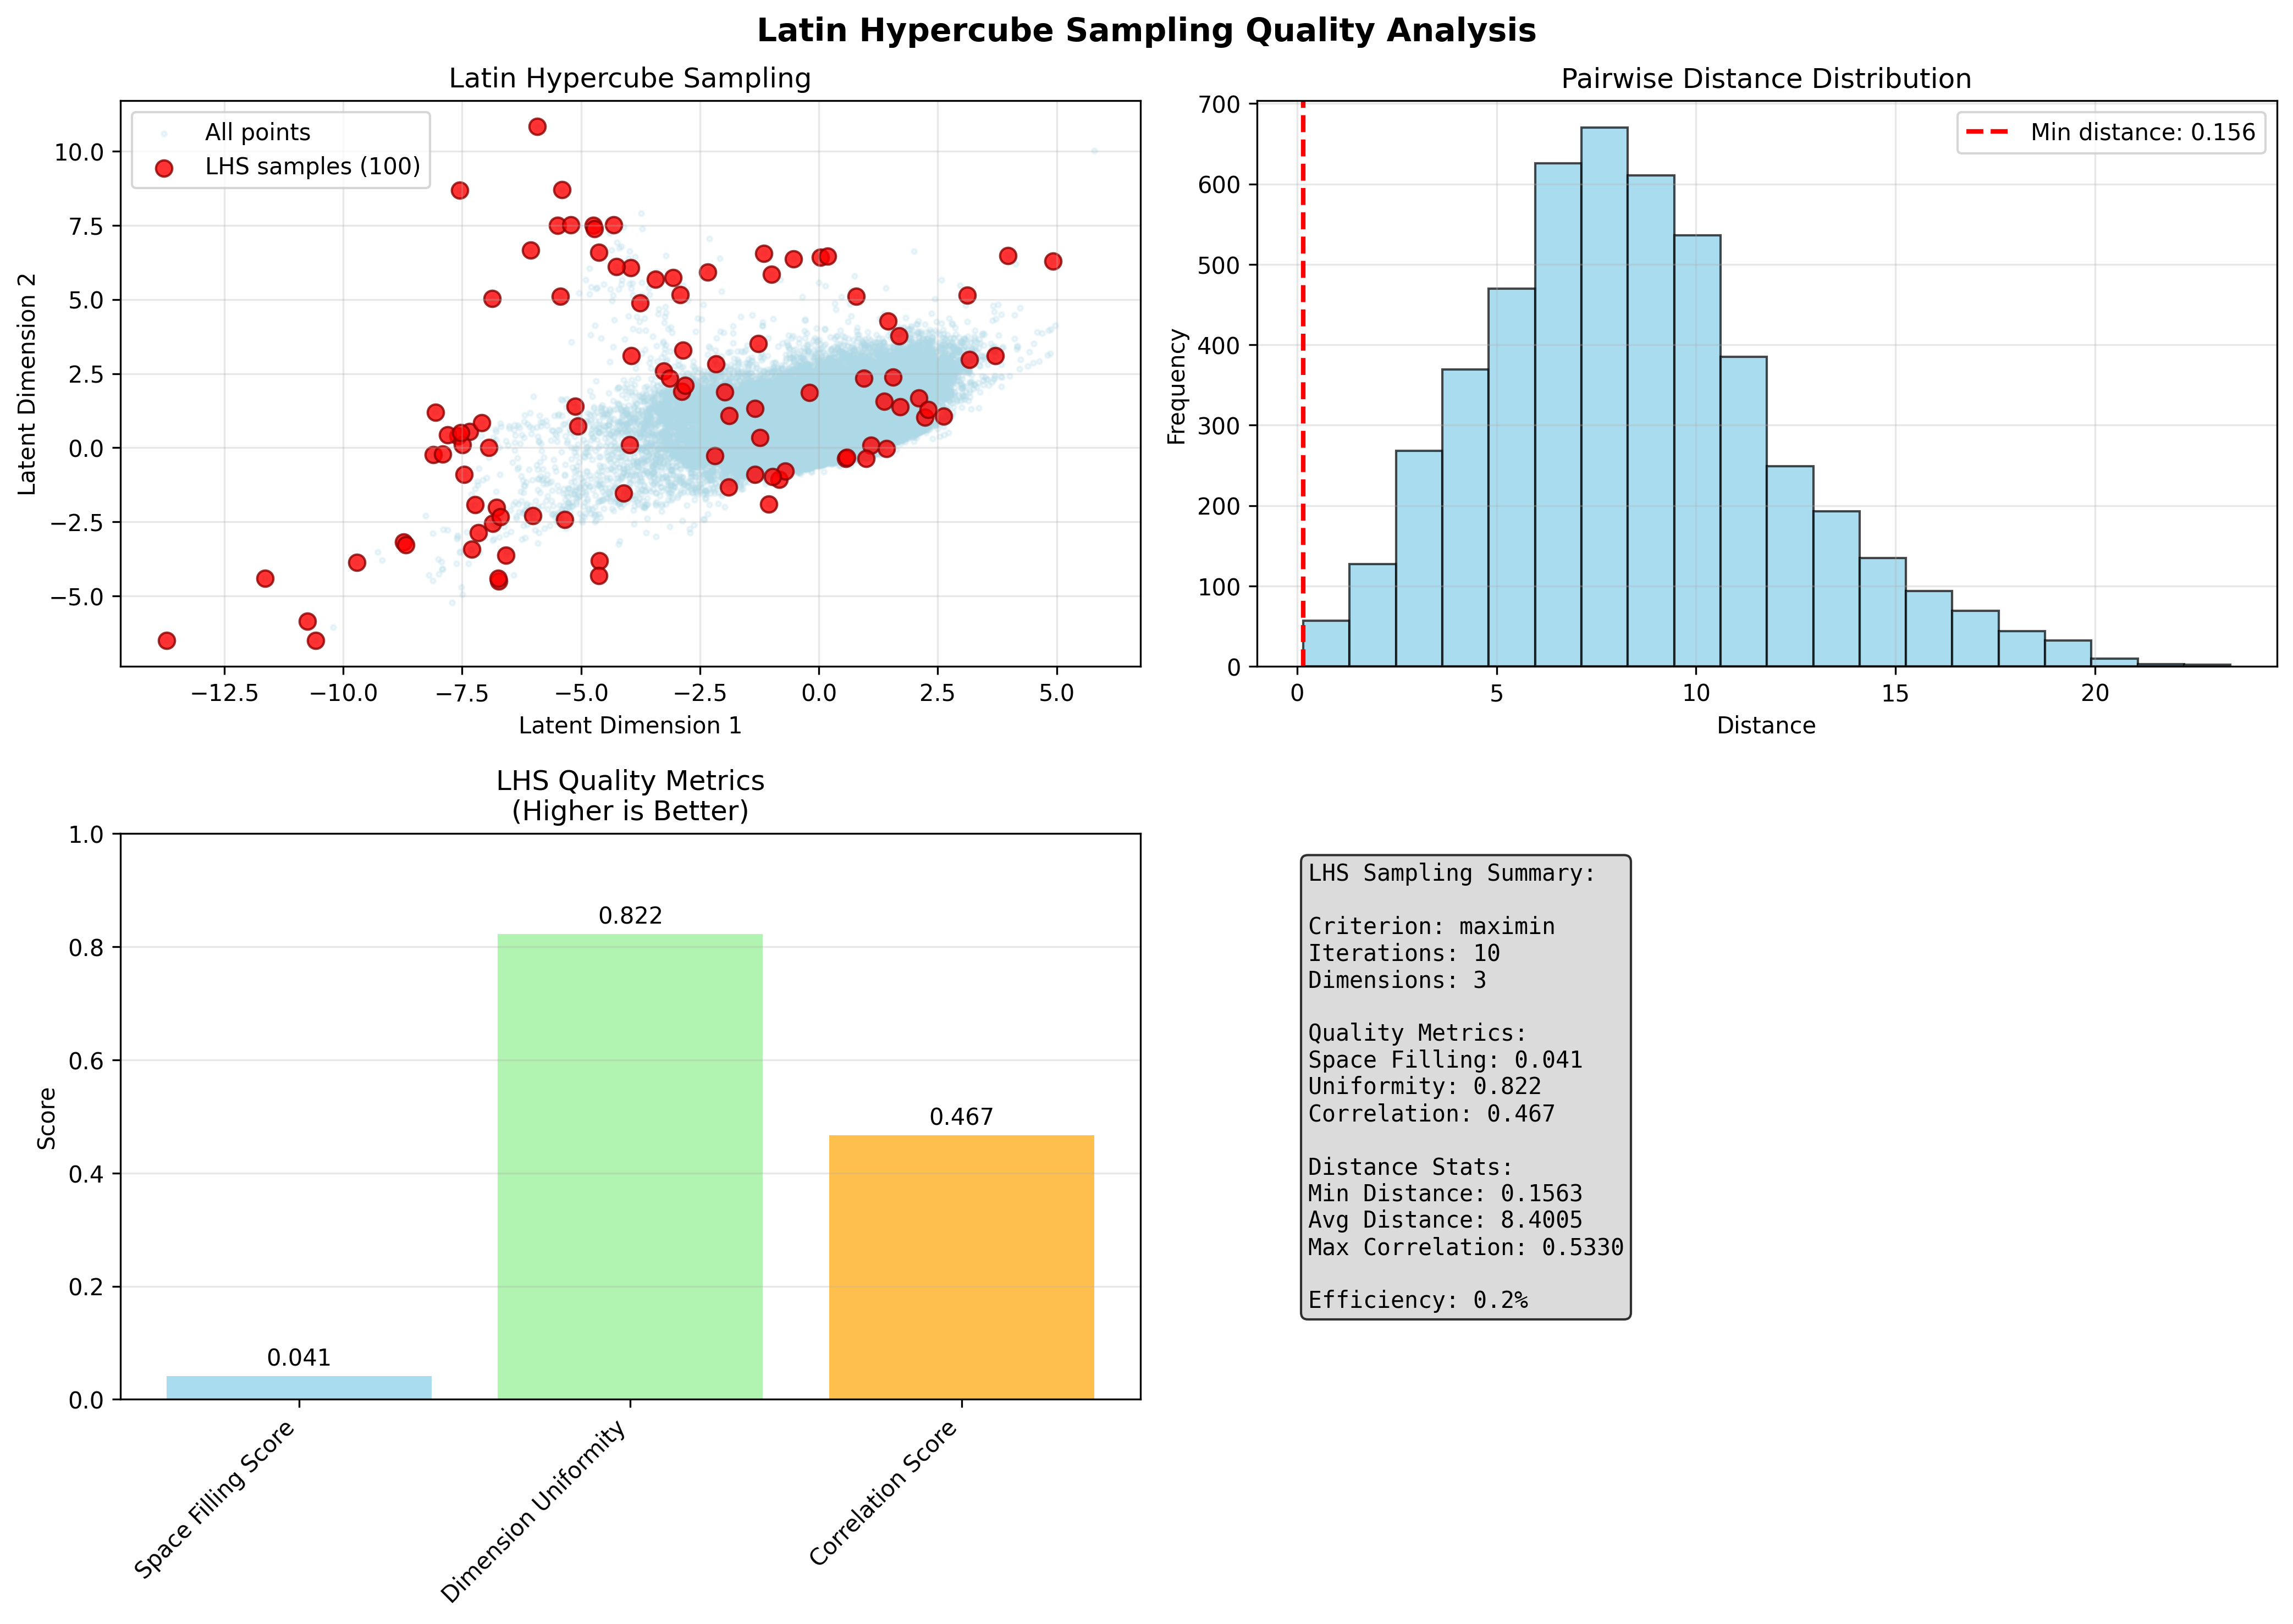 Latin Hypercube Sampling Quality Analysis
Latin Hypercube Sampling
All points
LHS samples (100)
Latent Dimension 2
10.0
7.5
5.0
2.5
0.0
−2.5
−5.0
−12.5
−10.0
−7.5
−5.0
−2.5
0.0
2.5
5.0
Latent Dimension 1
Pairwise Distance Distribution
Min distance: 0.156
Frequency
700
600
500
400
300
200
100
0
0
5
10
15
20
Distance
LHS Quality Metrics
(Higher is Better)
Score
1.0
0.8
0.6
0.4
0.2
0.0
0.041
0.822
0.467
Space Filling Score
Dimension Uniformity
Correlation Score
LHS Sampling Summary:
Criterion: maximin
Iterations: 10
Dimensions: 3
Quality Metrics:
Space Filling: 0.041
Uniformity: 0.822
Correlation: 0.467
Distance Stats:
Min Distance: 0.1563
Avg Distance: 8.4005
Max Correlation: 0.5330
Efficiency: 0.2%